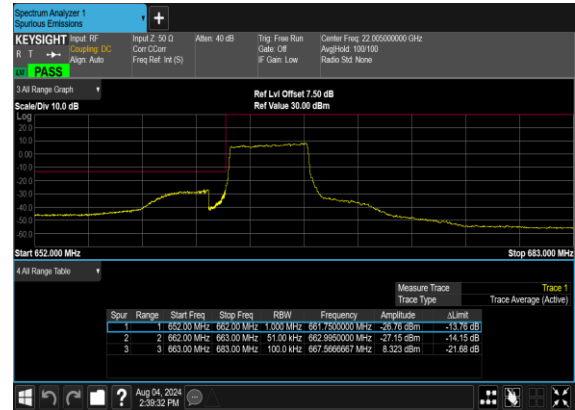 Spectrum Analyzer 1
Spurious Emissions
KEYSIGHT Input: RF Input Z: 50 Ω Atten: 40 dB Trig: Free Run Center Freq: 22.005000000 GHz
R T Coupling: DC Corr CCorr Gate: Off Avg|Hold: 100/100
Align: Auto Freq Ref: Int (S) IF Gain: Low Radio Std: None
PASS
3 All Range Graph Ref Lvl Offset 7.50 dB
Scale/Div 10.0 dB Ref Value 30.00 dBm
Log
20.0
10.0
0.00
-10.0
-20.0
-30.0
-40.0
-50.0
-60.0
Start 652.000 MHz Stop 683.000 MHz
4 All Range Table
Measure Trace Trace 1
Trace Type Trace Average (Active)
Spur Range Start Freq Stop Freq RBW Frequency Amplitude ΔLimit
1 1 652.00 MHz 662.00 MHz 1.000 MHz 661.7500000 MHz -26.76 dBm -13.76 dB
2 2 662.00 MHz 663.00 MHz 51.00 kHz 662.9950000 MHz -27.15 dBm -14.15 dB
3 3 663.00 MHz 683.00 MHz 100.0 kHz 667.5666667 MHz 8.323 dBm -21.68 dB
? Aug 04, 2024
2:39:32 PM